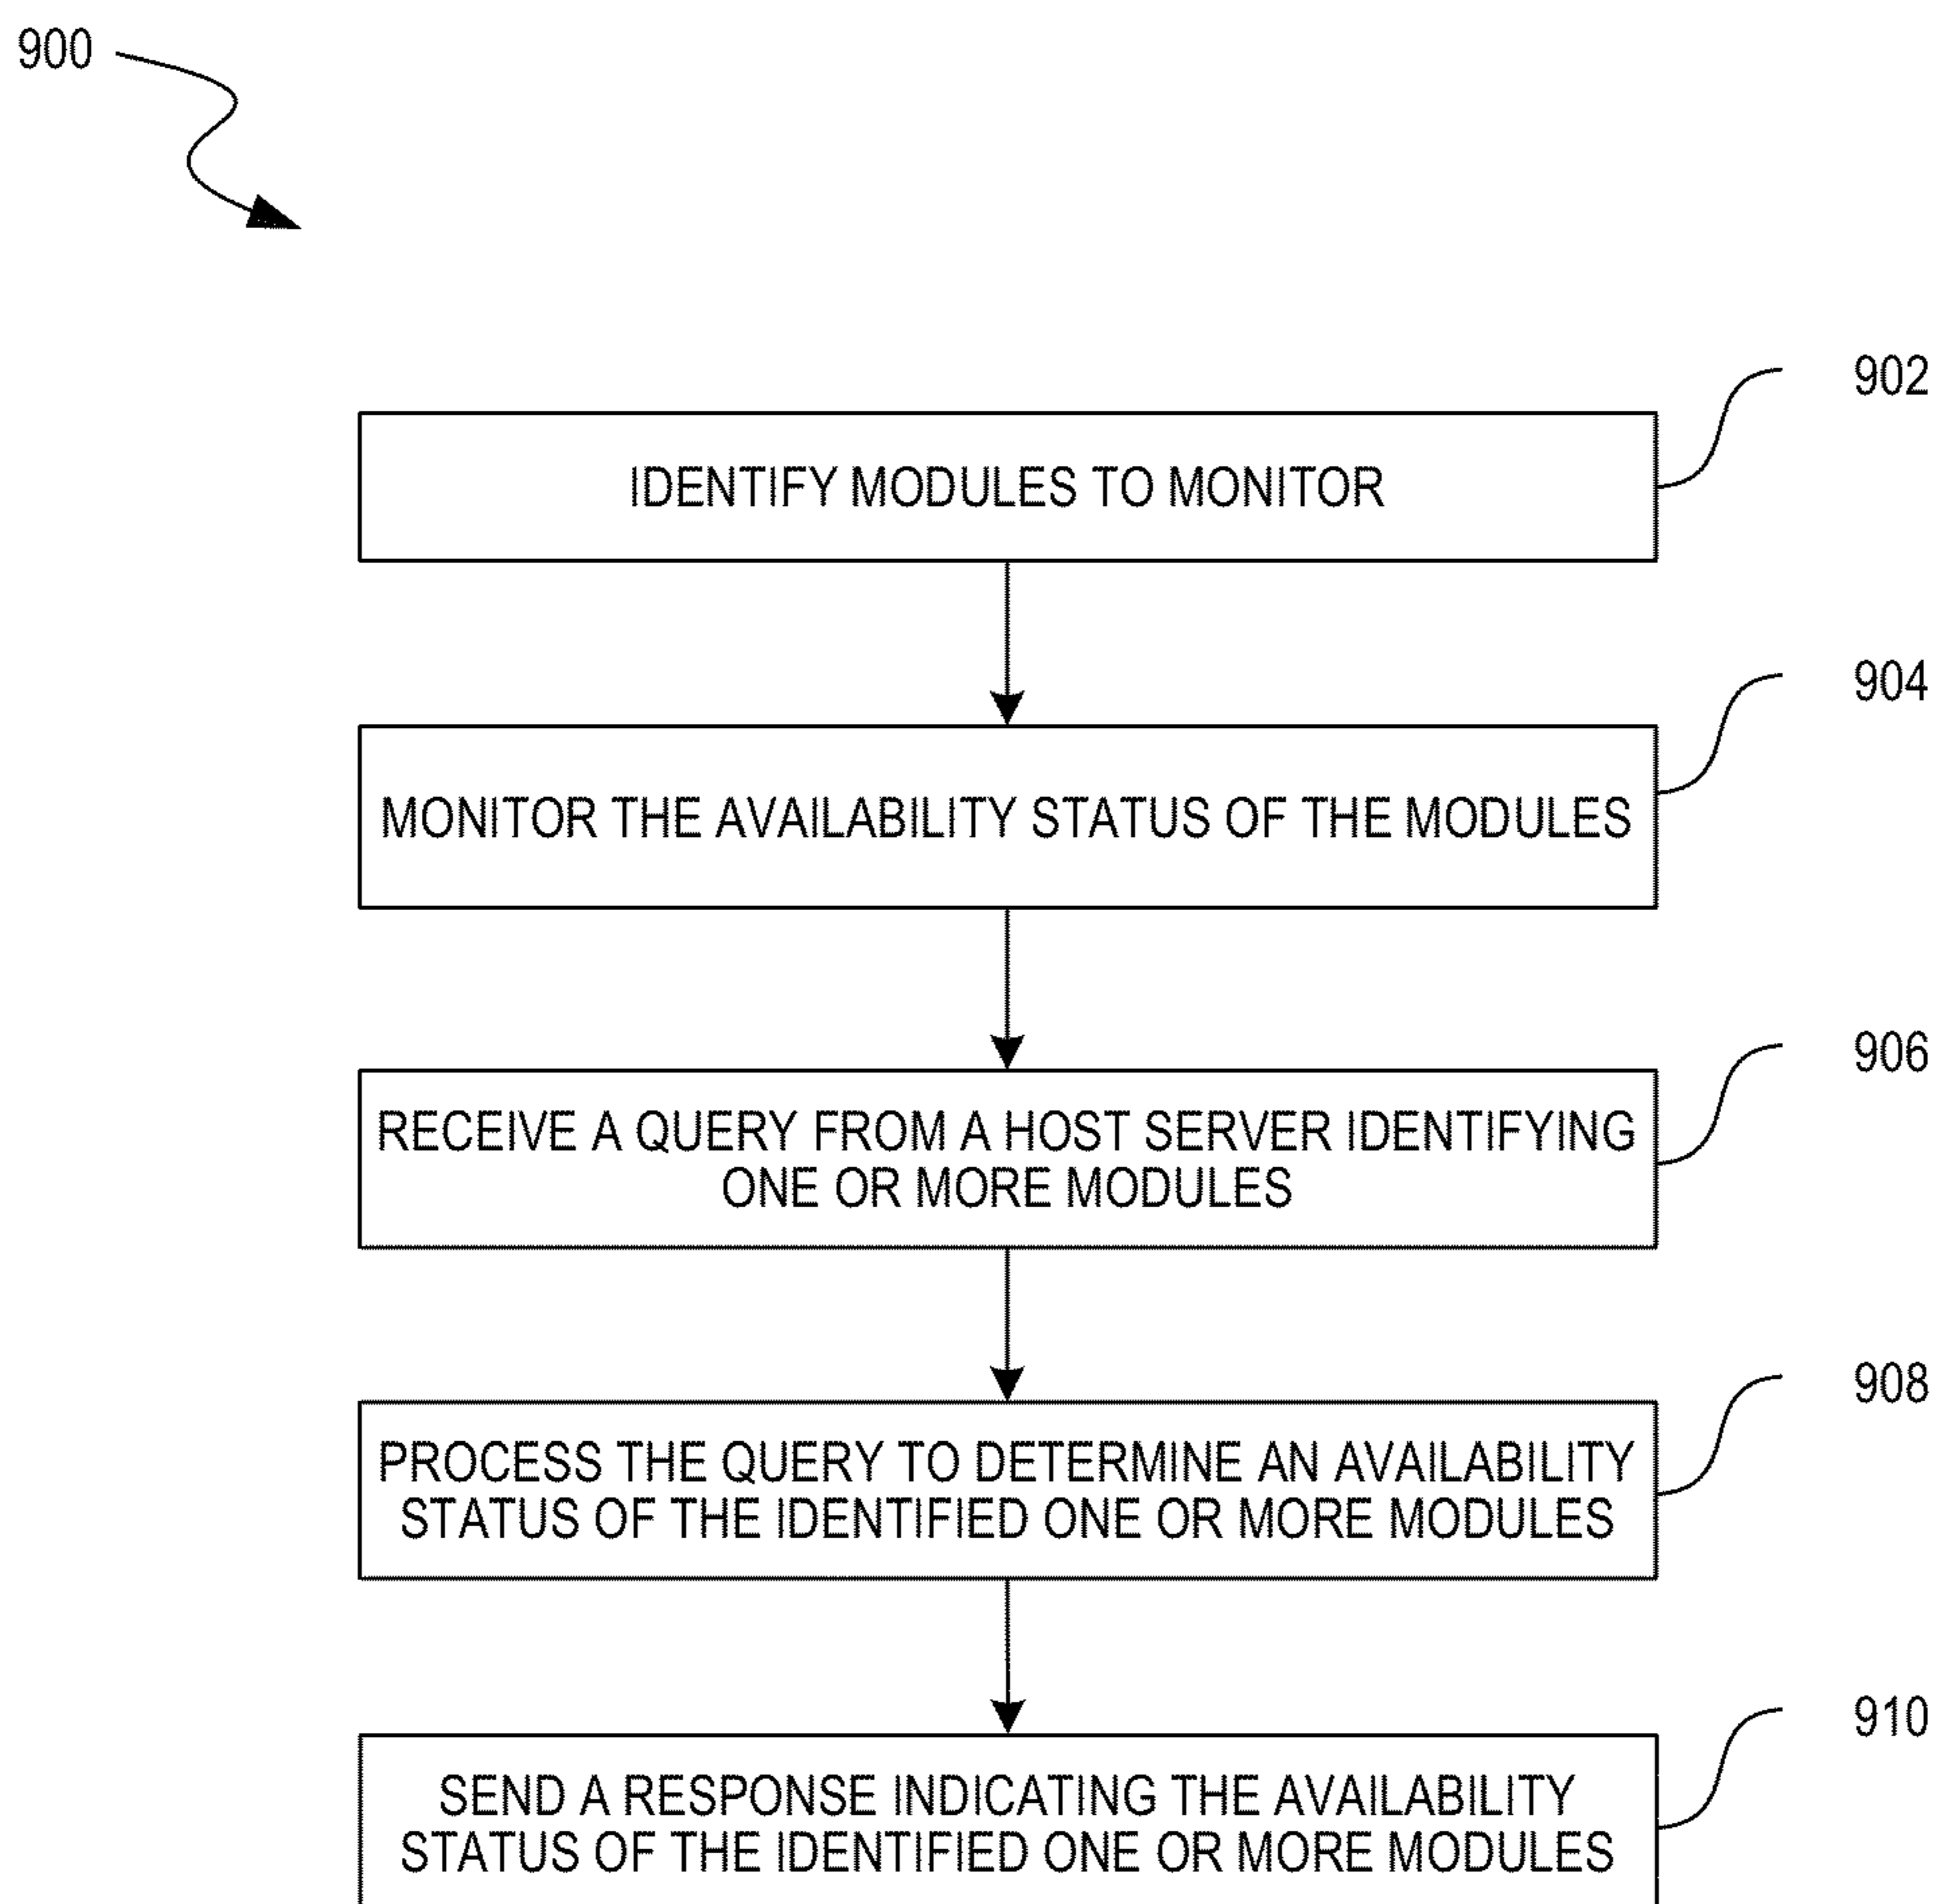 900
902
IDENTIFY MODULES TO MONITOR
904
MONITOR THE AVAILABILITY STATUS OF THE MODULES
906
RECEIVE A QUERY FROM A HOST SERVER IDENTIFYING
ONE OR MORE MODULES
908
PROCESS THE QUERY TO DETERMINE AN AVAILABILITY
STATUS OF THE IDENTIFIED ONE OR MORE MODULES
910
SEND A RESPONSE INDICATING THE AVAILABILITY
STATUS OF THE IDENTIFIED ONE OR MORE MODULES